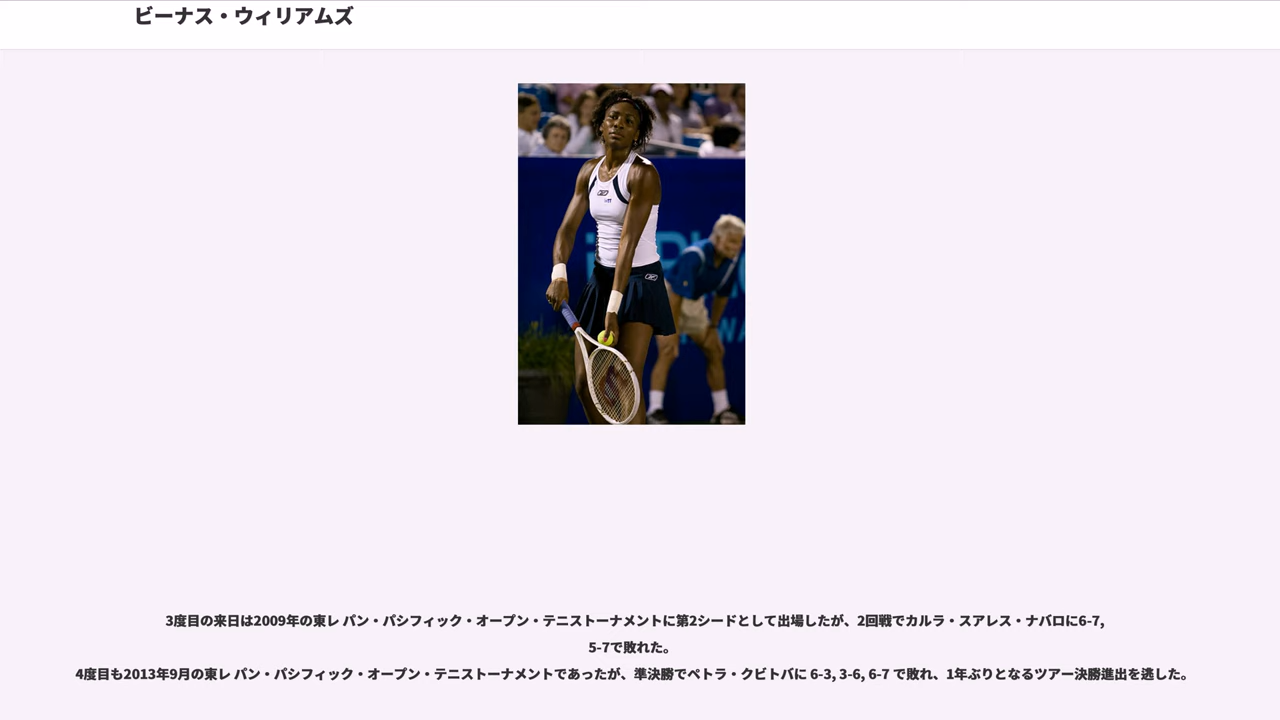 ビーナス・ウィリアムズ
3度目の来日は2009年の東レ パン・パシフィック・オープン・テニストーナメントに第2シードとして出場したが、2回戦でカルラ・スアレス・ナバロに6-7,
5-7で敗れた。
4度目も2013年9月の東レ パン・パシフィック・オープン・テニストーナメントであったが、準決勝でペトラ・クビトバに 6-3, 3-6, 6-7 で敗れ、1年ぶりとなるツアー決勝進出を逃した。